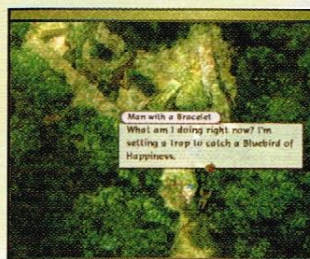 Man with a Bracelet
What am I doing right now? I'm
setting a trap to catch a Bluebird of
Happiness.